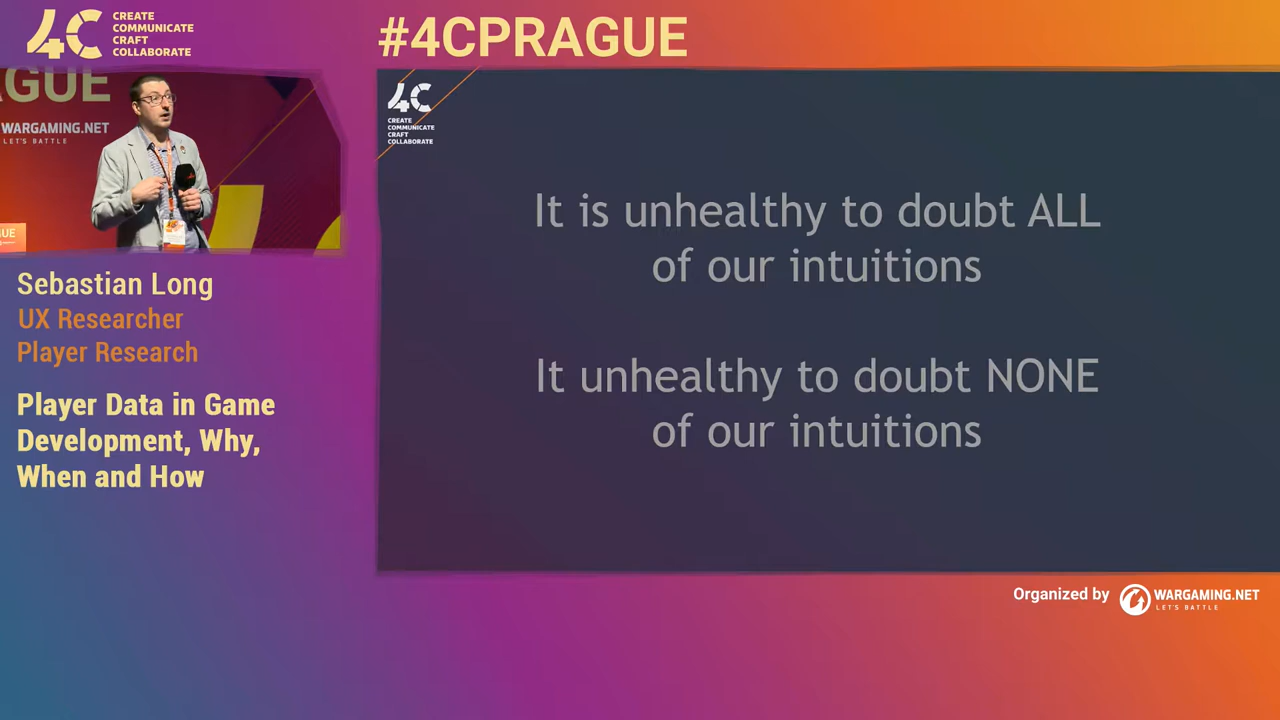 4C
CREATE
COMMUNICATE
CRAFT
COLLABORATE
#4CPRAGUE
AGUE
WARGAMING.NET
LET'S BATTLE
UE
Sebastian Long
UX Researcher
Player Research
Player Data in Game
Development, Why,
When and How
4C
CREATE
COMMUNICATE
CRAFT
COLLABORATE
It is unhealthy to doubt ALL
of our intuitions
It unhealthy to doubt NONE
of our intuitions
Organized by
WARGAMING.NET
LET'S BATTLE